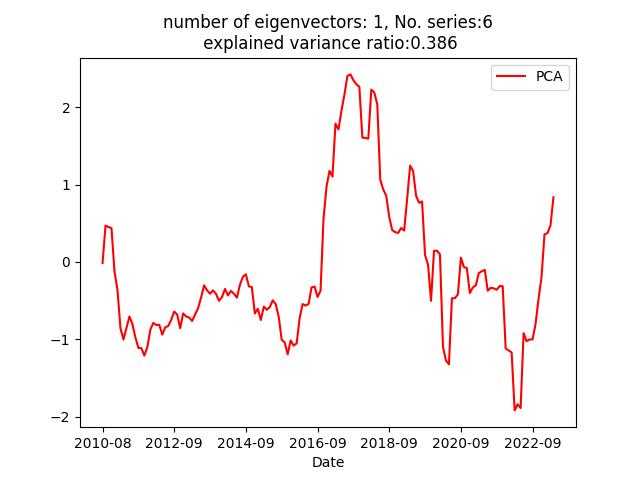 number of eigenvectors: 1, No. series:6
explained variance ratio:0.386
PCA
2
1
0
−1
−2
2010-08 2012-09 2014-09 2016-09 2018-09 2020-09 2022-09
Date